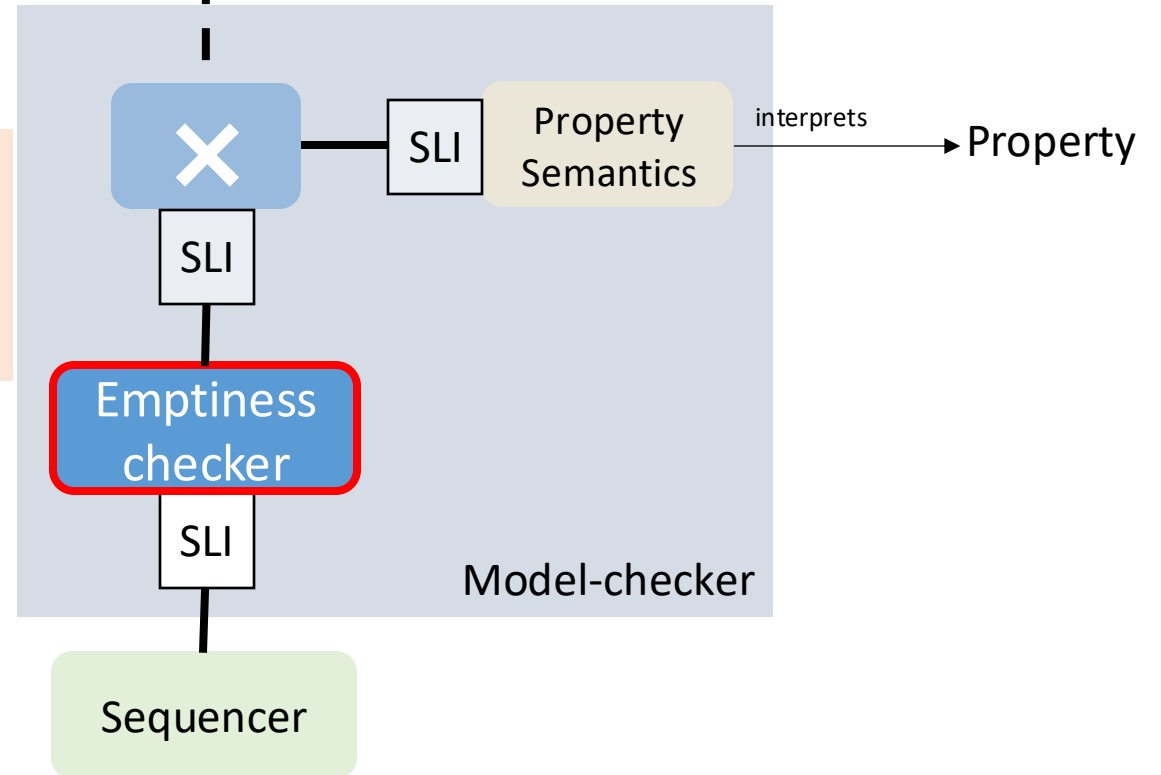 ×
SLI
Property
Semantics
interprets
Property
SLI
Emptiness
checker
SLI
Model-checker
Sequencer